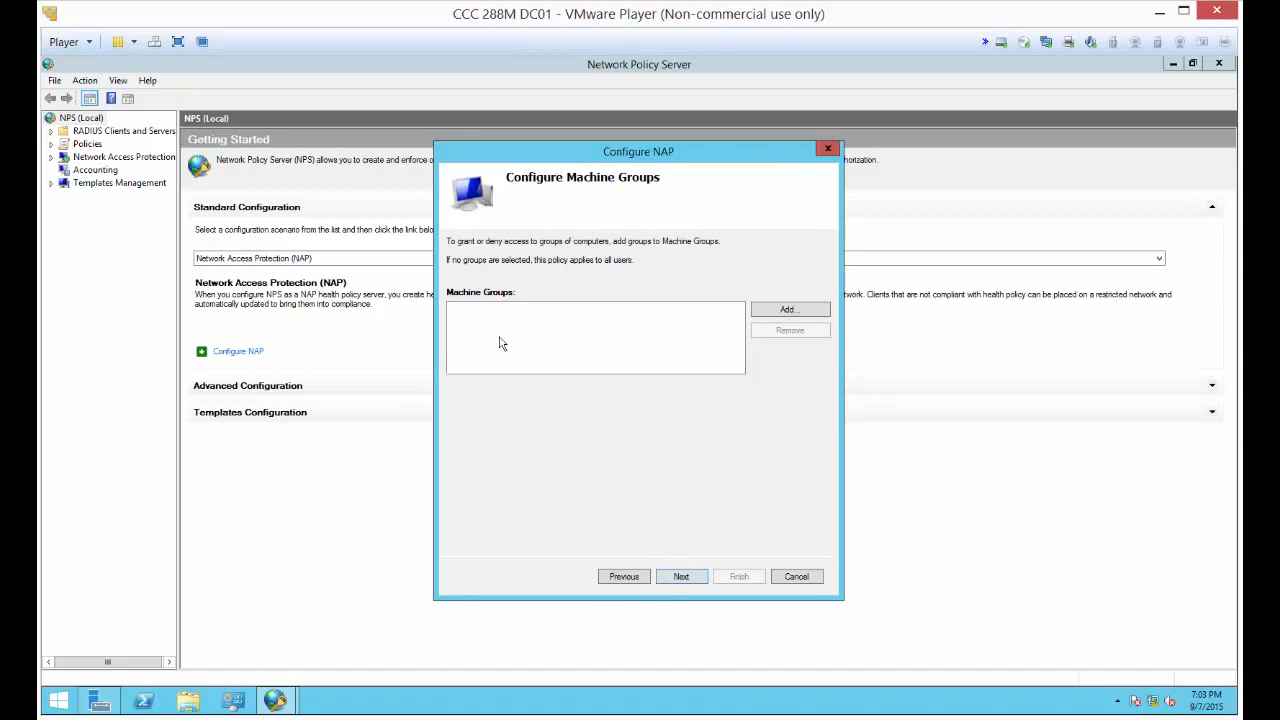 CCC 288M DC01 - VMware Player (Non-commercial use only)
Player
Network Policy Server
File Action View Help
NPS (Local)
RADIUS Clients and Servers
Policies
Network Access Protection
Accounting
Templates Management
NPS (Local)
Getting Started
Network Policy Server (NPS) allows you to create and enforce o
horization.
Standard Configuration
Select a configuration scenario from the list and then click the link belo
Network Access Protection (NAP)
Network Access Protection (NAP)
When you configure NPS as a NAP health policy server, you create he
work. Clients that are not compliant with health policy can be placed on a restricted network and
automatically updated to bring them into compliance.
Configure NAP
Advanced Configuration
Templates Configuration
Configure NAP
Configure Machine Groups
To grant or deny access to groups of computers, add groups to Machine Groups.
If no groups are selected, this policy applies to all users.
Machine Groups:
Add...
Remove
Previous Next Finish Cancel
7:03 PM
9/7/2015